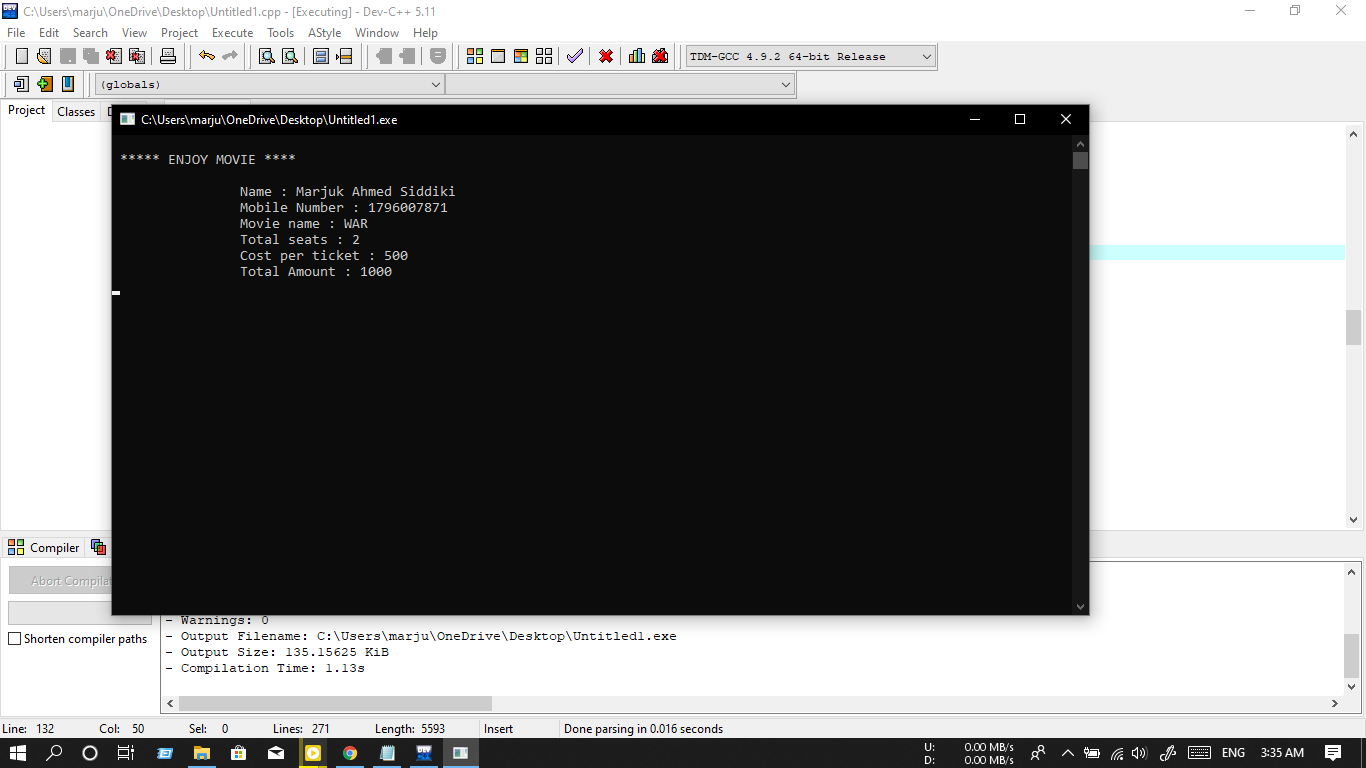 C:\Users\marju\OneDrive\Desktop\Untitled1.cpp - [Executing] - Dev-C++ 5.11
File Edit Search View Project Execute Tools AStyle Window Help
TDM-GCC 4.9.2 64-bit Release
(globals)
Project Classes
C:\Users\marju\OneDrive\Desktop\Untitled1.exe
***** ENJOY MOVIE ****
Name : Marjuk Ahmed Siddiki
Mobile Number : 1796007871
Movie name : WAR
Total seats : 2
Cost per ticket : 500
Total Amount : 1000
Compiler
Abort Compilat
- Warnings: 0
Shorten compiler paths
- Output Filename: C:\Users\marju\OneDrive\Desktop\Untitled1.exe
- Output Size: 135.15625 KiB
- Compilation Time: 1.13s
Line: 132 Col: 50 Sel: 0 Lines: 271 Length: 5593 Insert Done parsing in 0.016 seconds
U: 0.00 MB/s
D: 0.00 MB/s
ENG 3:35 AM